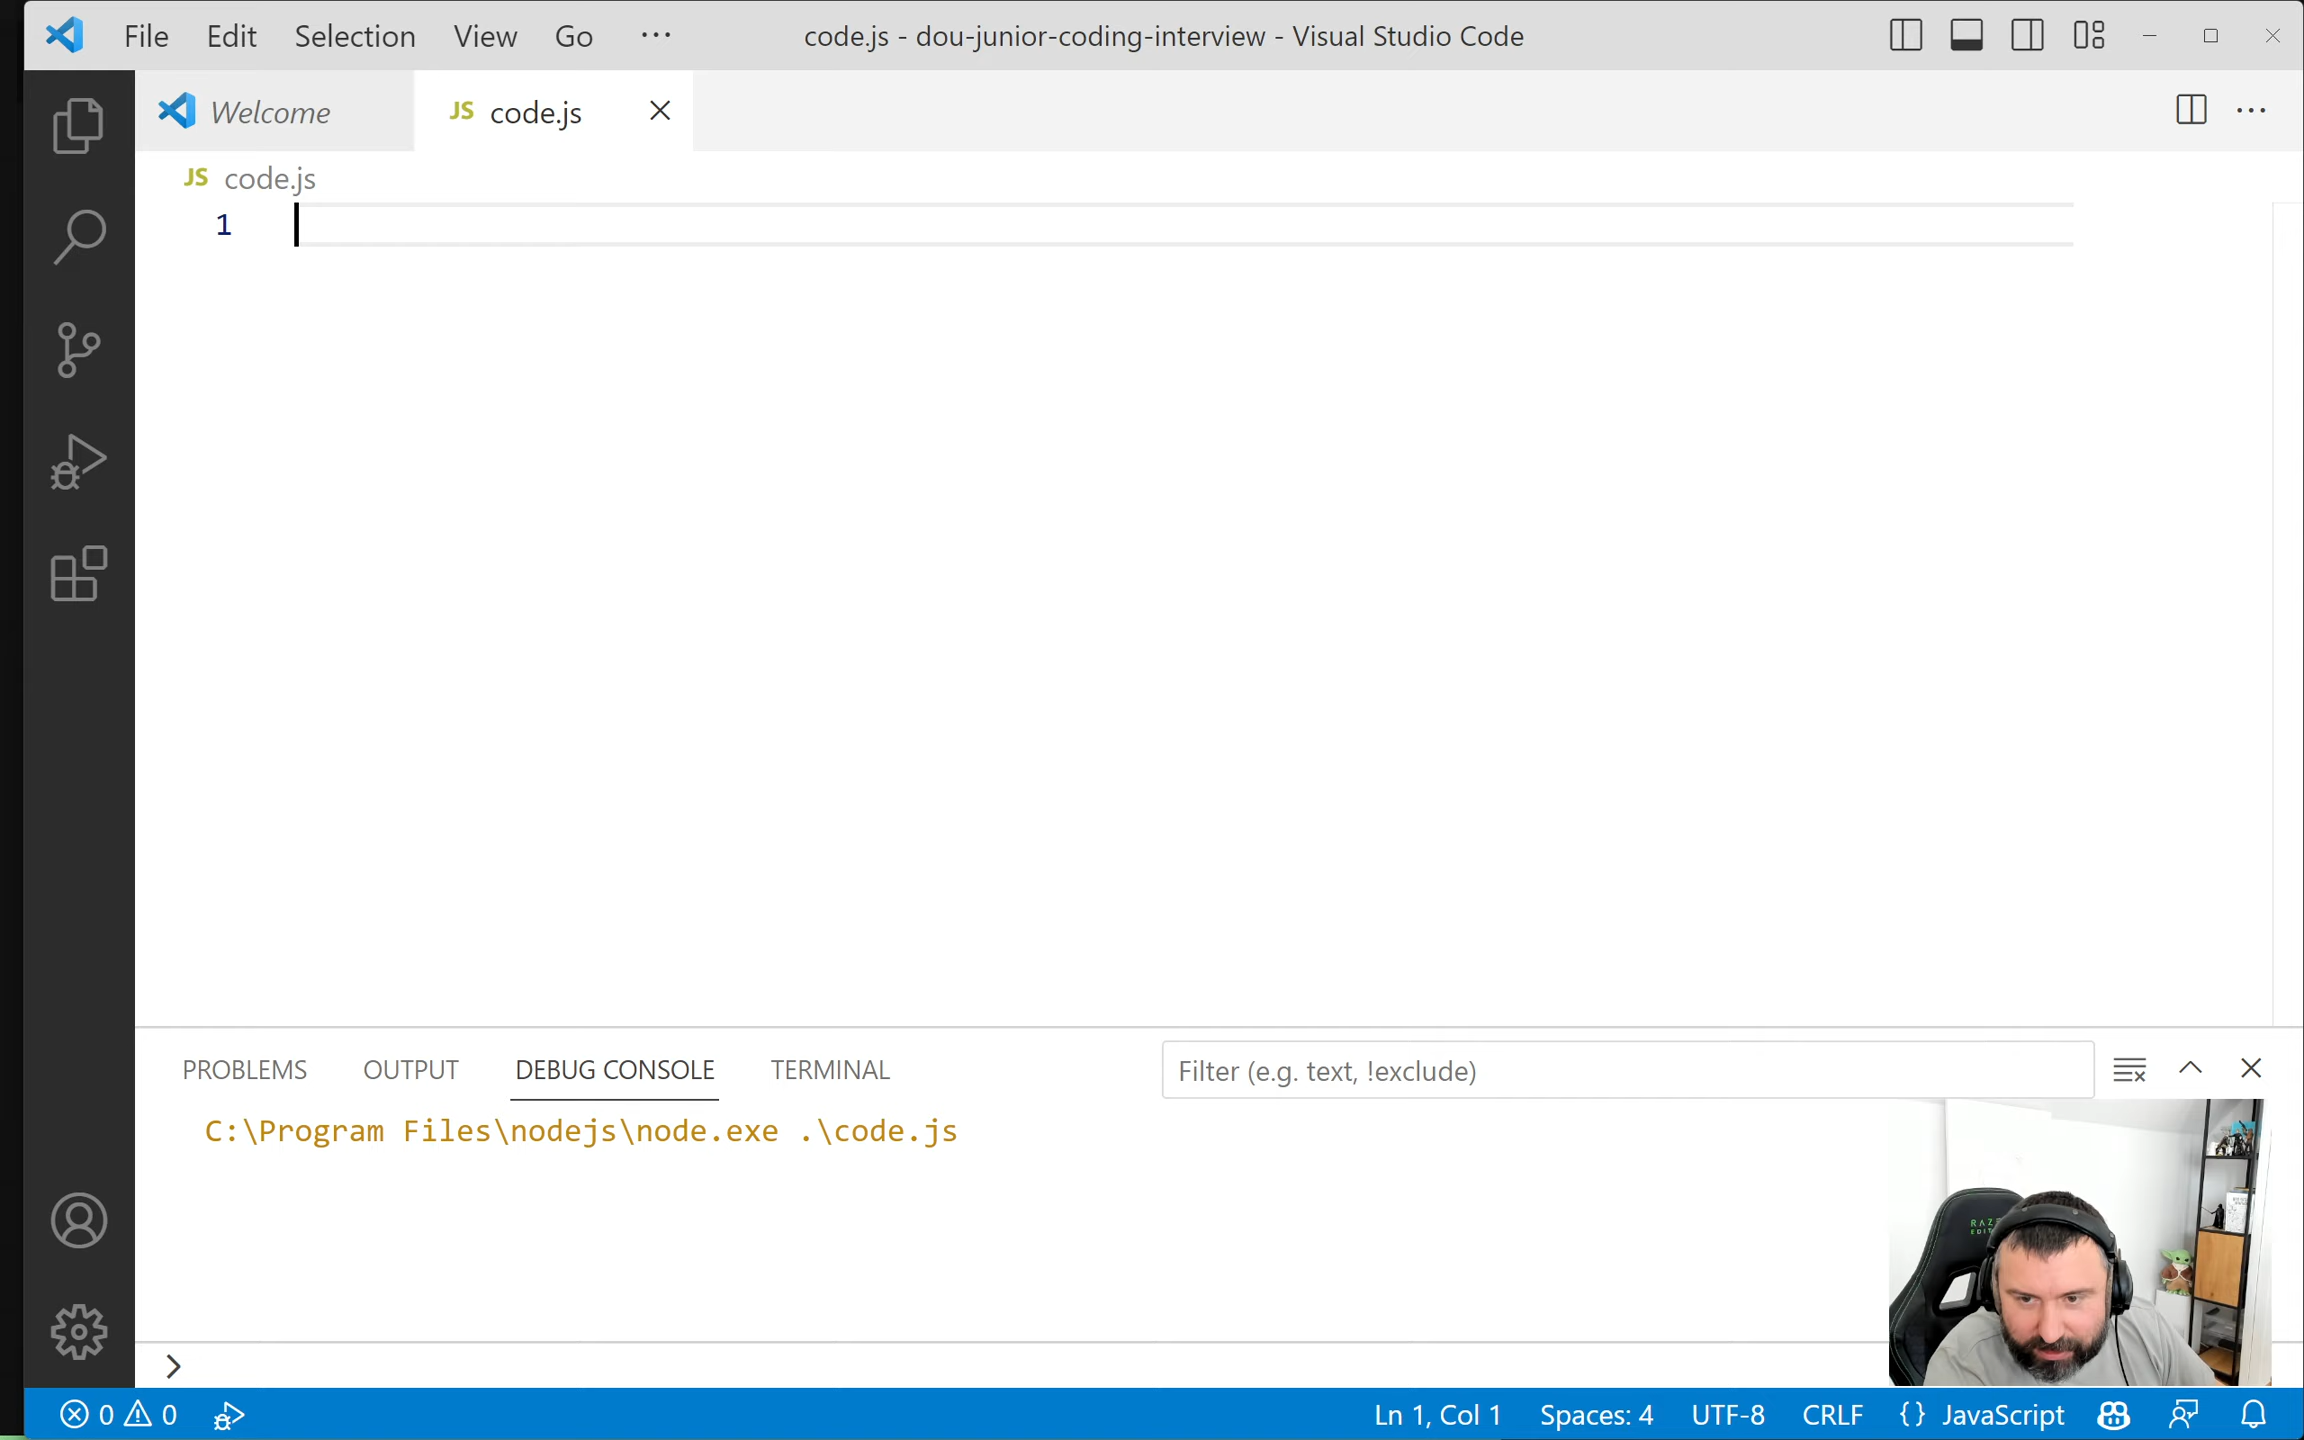 File Edit Selection View Go ··· code.js - dou-junior-coding-interview - Visual Studio Code
Welcome JS code.js
JS code.js
1
PROBLEMS OUTPUT DEBUG CONSOLE TERMINAL Filter (e.g. text, !exclude)
C:\Program Files\nodejs\node.exe .\code.js
>
0 0 Ln 1, Col 1 Spaces: 4 UTF-8 CRLF {} JavaScript